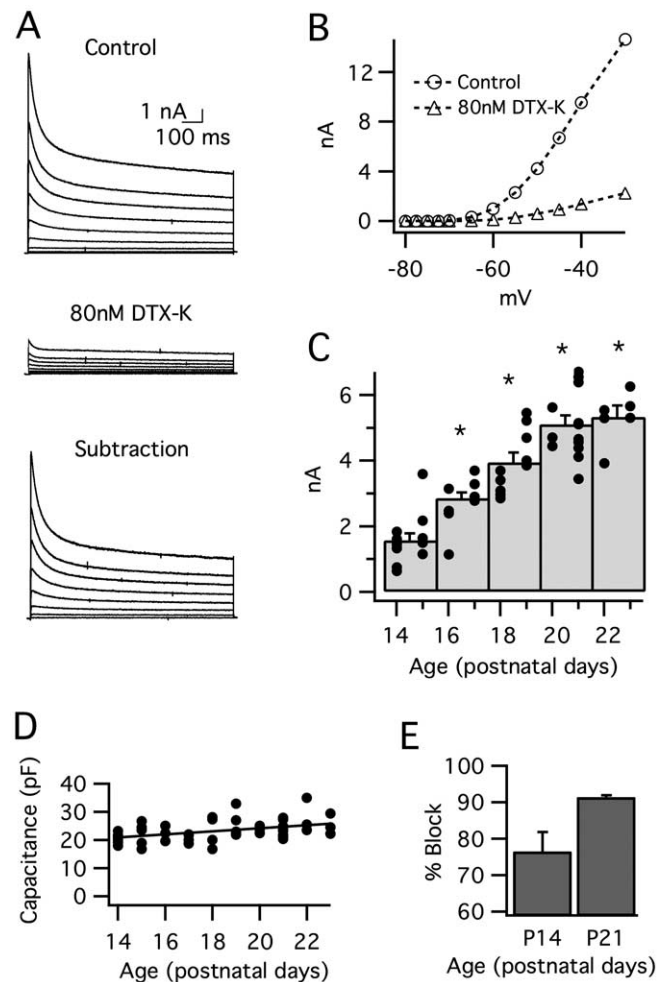 A
Control
1 nA
100 ms
80nM DTX-K
Subtraction
B
12
8
4
0
nA
Control
80nM DTX-K
-80
-60
-40
mV
C
6
4
2
0
nA
*
*
*
*
14
16
18
20
22
Age (postnatal days)
D
40
30
20
10
0
Capacitance (pF)
14
16
18
20
22
Age (postnatal days)
E
100
90
80
70
60
% Block
P14
P21
Age (postnatal days)